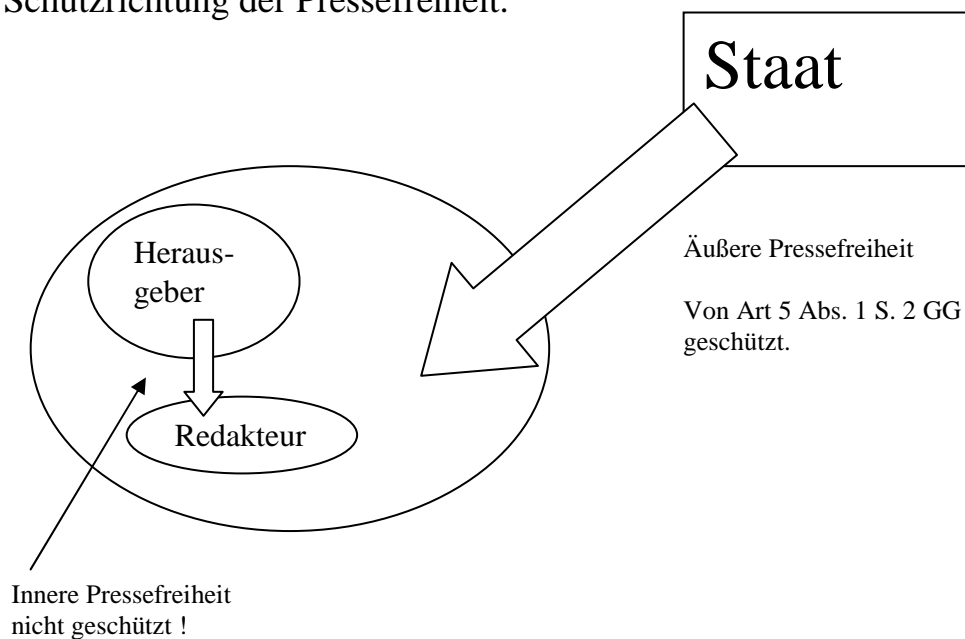 Schutzrichtung der Pressefreiheit:
Staat
Heraus-
geber
Redakteur
Äußere Pressefreiheit
Von Art 5 Abs. 1 S. 2 GG
geschützt.
Innere Pressefreiheit
nicht geschützt !